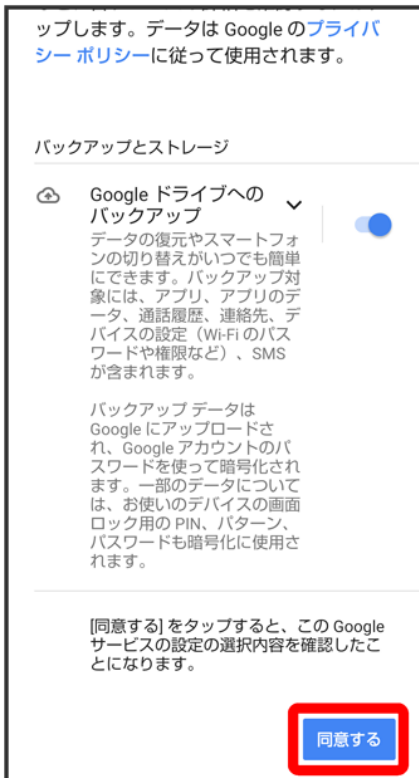 ップします。データは Google のプライバ
シー ポリシーに従って使用されます。
バックアップとストレージ
Google ドライブへの
バックアップ
データの復元やスマートフォ
ンの切り替えがいつでも簡単
にできます。バックアップ対
象には、アプリ、アプリのデ
ータ、通話履歴、連絡先、デ
バイスの設定（Wi-Fi のパス
ワードや権限など）、SMS
が含まれます。
バックアップ データは
Google にアップロードさ
れ、Google アカウントのパ
スワードを使って暗号化され
ます。一部のデータについて
は、お使いのデバイスの画面
ロック用の PIN、パターン、
パスワードも暗号化に使用さ
れます。
[同意する] をタップすると、この Google
サービスの設定の選択内容を確認したこ
とになります。
同意する